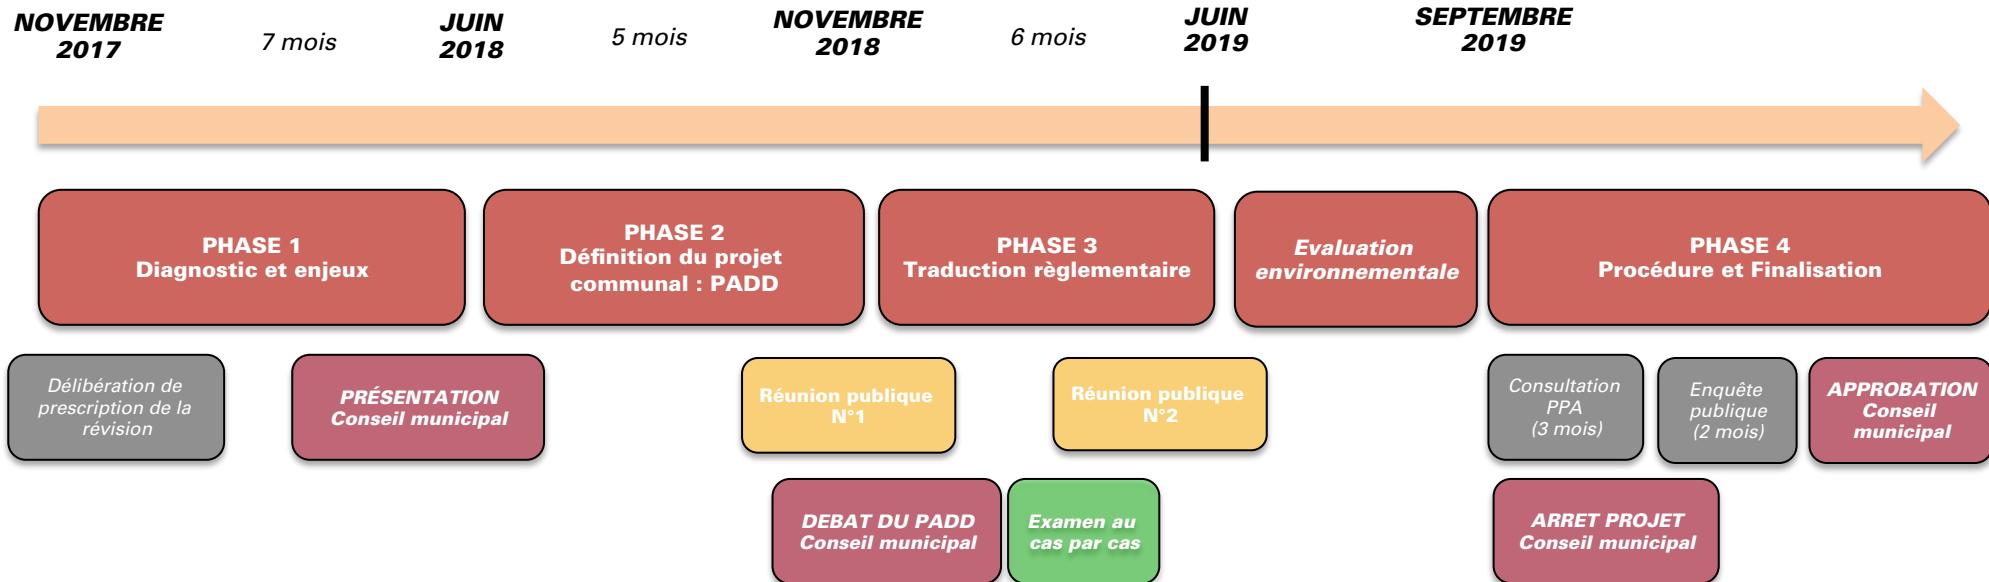 NOVEMBRE
2017
7 mois
JUIN
2018
5 mois
NOVEMBRE
2018
6 mois
JUIN
2019
SEPTEMBRE
2019
PHASE 1
Diagnostic et enjeux
PHASE 2
Définition du projet
communal : PADD
PHASE 3
Traduction règlementaire
Evaluation
environnementale
PHASE 4
Procédure et Finalisation
Délibération de
prescription de la
révision
PRÉSENTATION
Conseil municipal
Réunion publique
N°1
Réunion publique
N°2
Consultation
PPA
(3 mois)
Enquête
publique
(2 mois)
APPROBATION
Conseil
municipal
DEBAT DU PADD
Conseil municipal
Examen au
cas par cas
ARRET PROJET
Conseil municipal